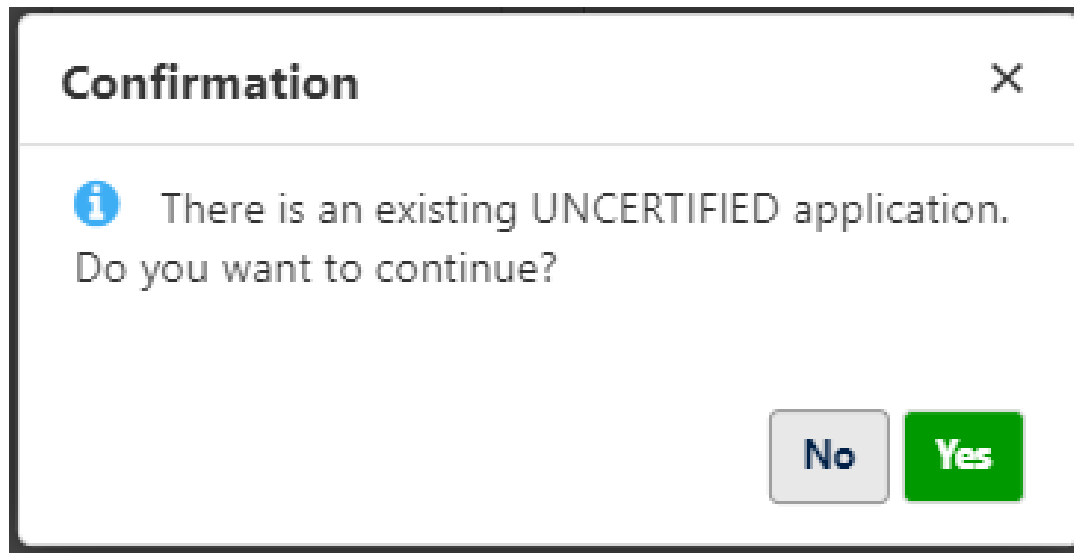 Confirmation
There is an existing UNCERTIFIED application.
Do you want to continue?
No
Yes